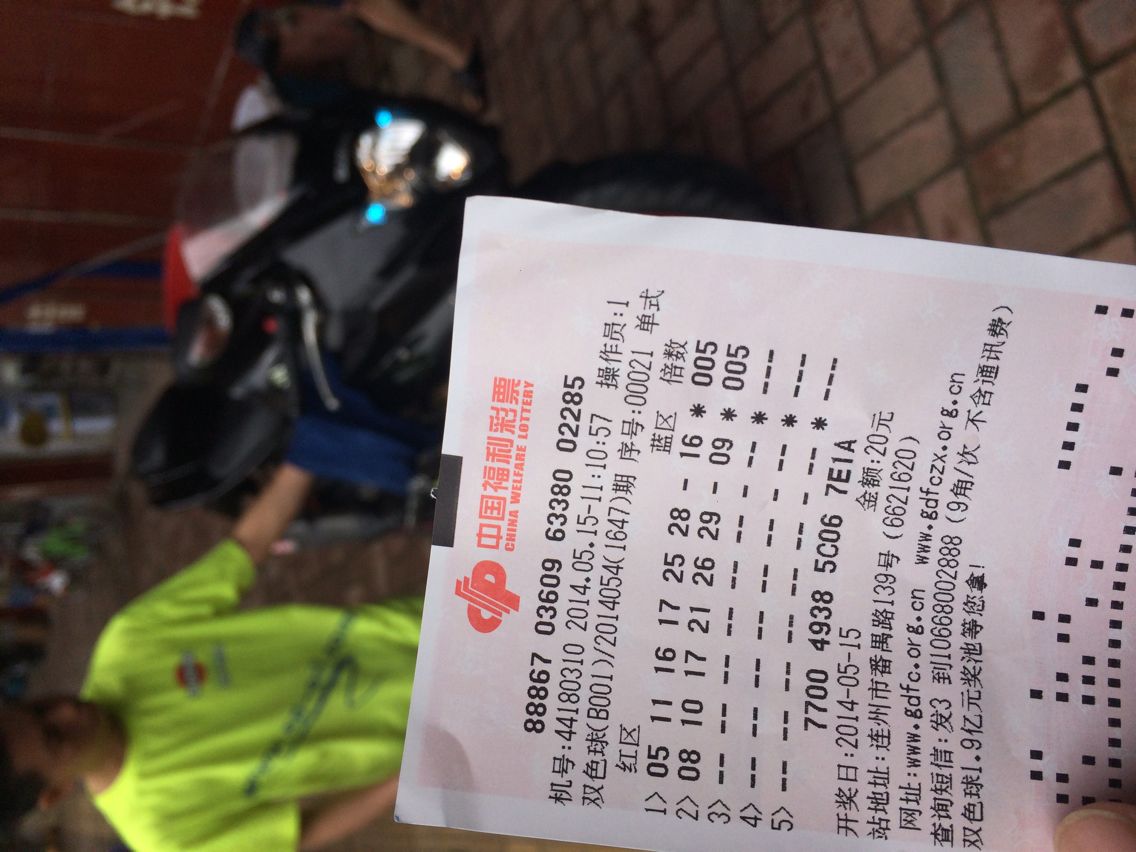 中国福利彩票
CHINA WELFARE LOTTERY
88867 03609 63380 02285
机号:44180310 2014.05.15-11:10:57 操作员:1
双色球(B001)/2014054(1647)期 序号:00021 单式
红区 蓝区 倍数
1> 05 11 16 17 25 28 - 16 * 005
2> 08 10 17 21 26 29 - 09 * 005
3> -- -- -- -- -- -- - -- * ---
4> -- -- -- -- -- -- - -- * ---
5> -- -- -- -- -- -- - -- * ---
7700 4938 5C06 7E1A
开奖日:2014-05-15 金额:20元
站地址:连州市番禺路139号(6621620)
网址:www.gdfc.org.cn www.gdfczx.org.cn
查询短信:发3 到10668002888 (9角/次 不含通讯费)
双色球1.9亿元奖池等您拿!